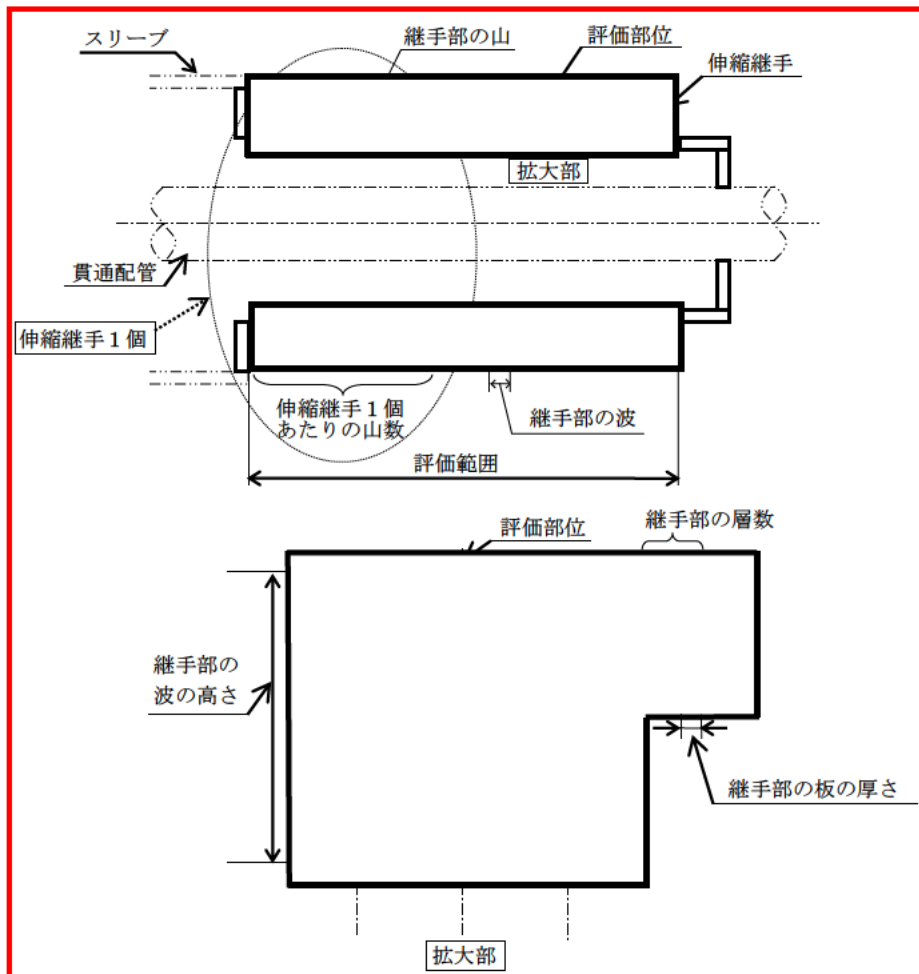 スリーブ
継手部の山
評価部位
伸縮継手
拡大部
貫通配管
伸縮継手１個
伸縮継手１個
あたりの山数
継手部の波
評価範囲
評価部位
継手部の層数
継手部の
波の高さ
継手部の板の厚さ
拡大部